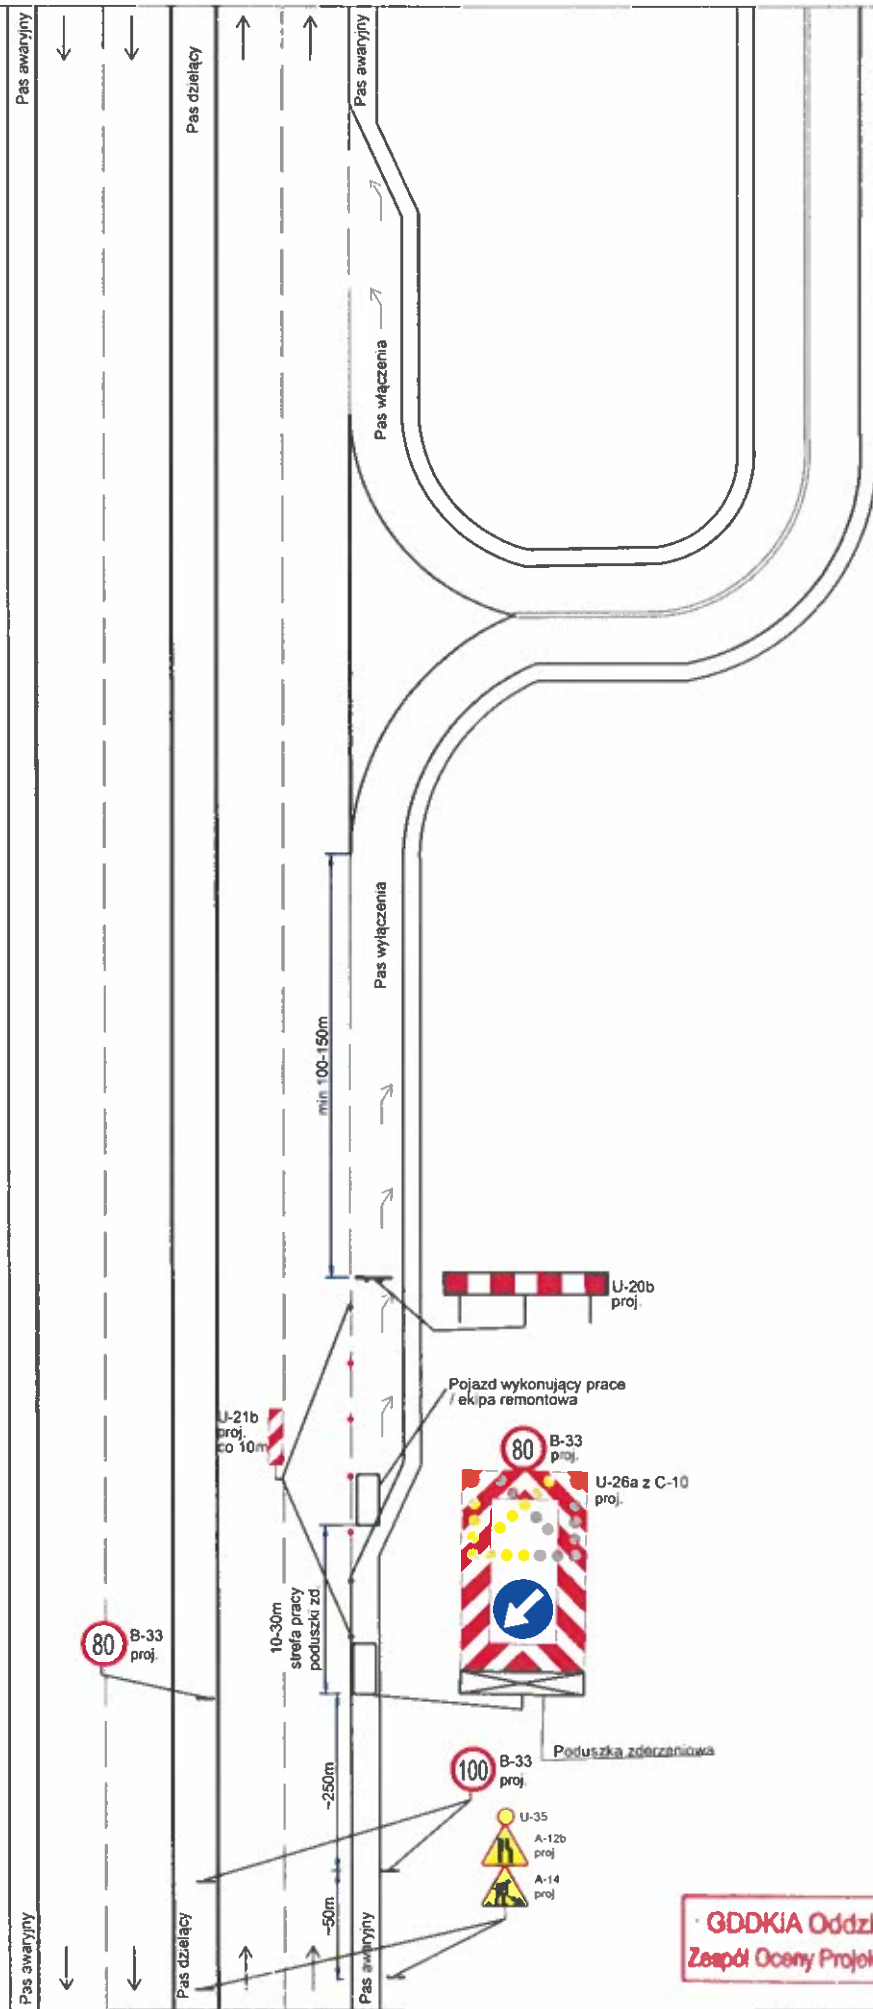 Pas awaryjny
Pas dzielący
Pas awaryjny
Pas włączenia
Pas wyłączenia
min 100-150m
U-20b
proj.
Pojazd wykonujący prace
/ ekipa remontowa
U-21b
proj.
co 10m
80
B-33
proj.
U-26a z C-10
proj.
10-30m
strefa pracy
poduszki zd.
80
B-33
proj.
Poduszka zderzeniowa
~250m
100
B-33
proj.
U-35
A-12b
proj
A-14
proj
~50m
Pas awaryjny
Pas dzielący
Pas awaryjny
GDDKiA Oddzi
Zespół Oceny Projek